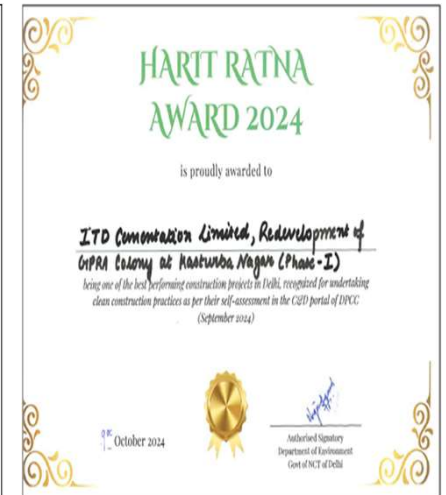 HARIT RATNA
AWARD 2024
is proudly awarded to
ITD Cementation Limited, Redevelopment of
GPRA Colony at Kasturba Nagar (Phase-I)
being one of the best performing construction projects in Delhi, recognized for undertaking
clean construction practices as per their self-assessment in the C&D portal of DPCC
(September 2024)
October 2024
Authorised Signatory
Department of Environment
Govt of NCT of Delhi